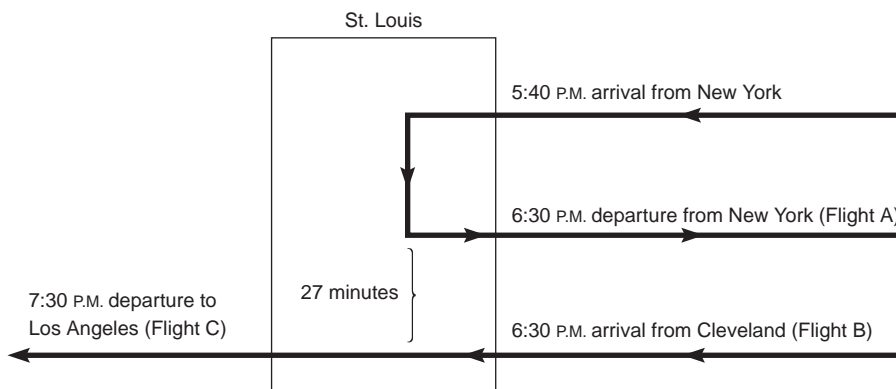 St. Louis
5:40 P.M. arrival from New York
6:30 P.M. departure from New York (Flight A)
27 minutes
7:30 P.M. departure to
Los Angeles (Flight C)
6:30 P.M. arrival from Cleveland (Flight B)